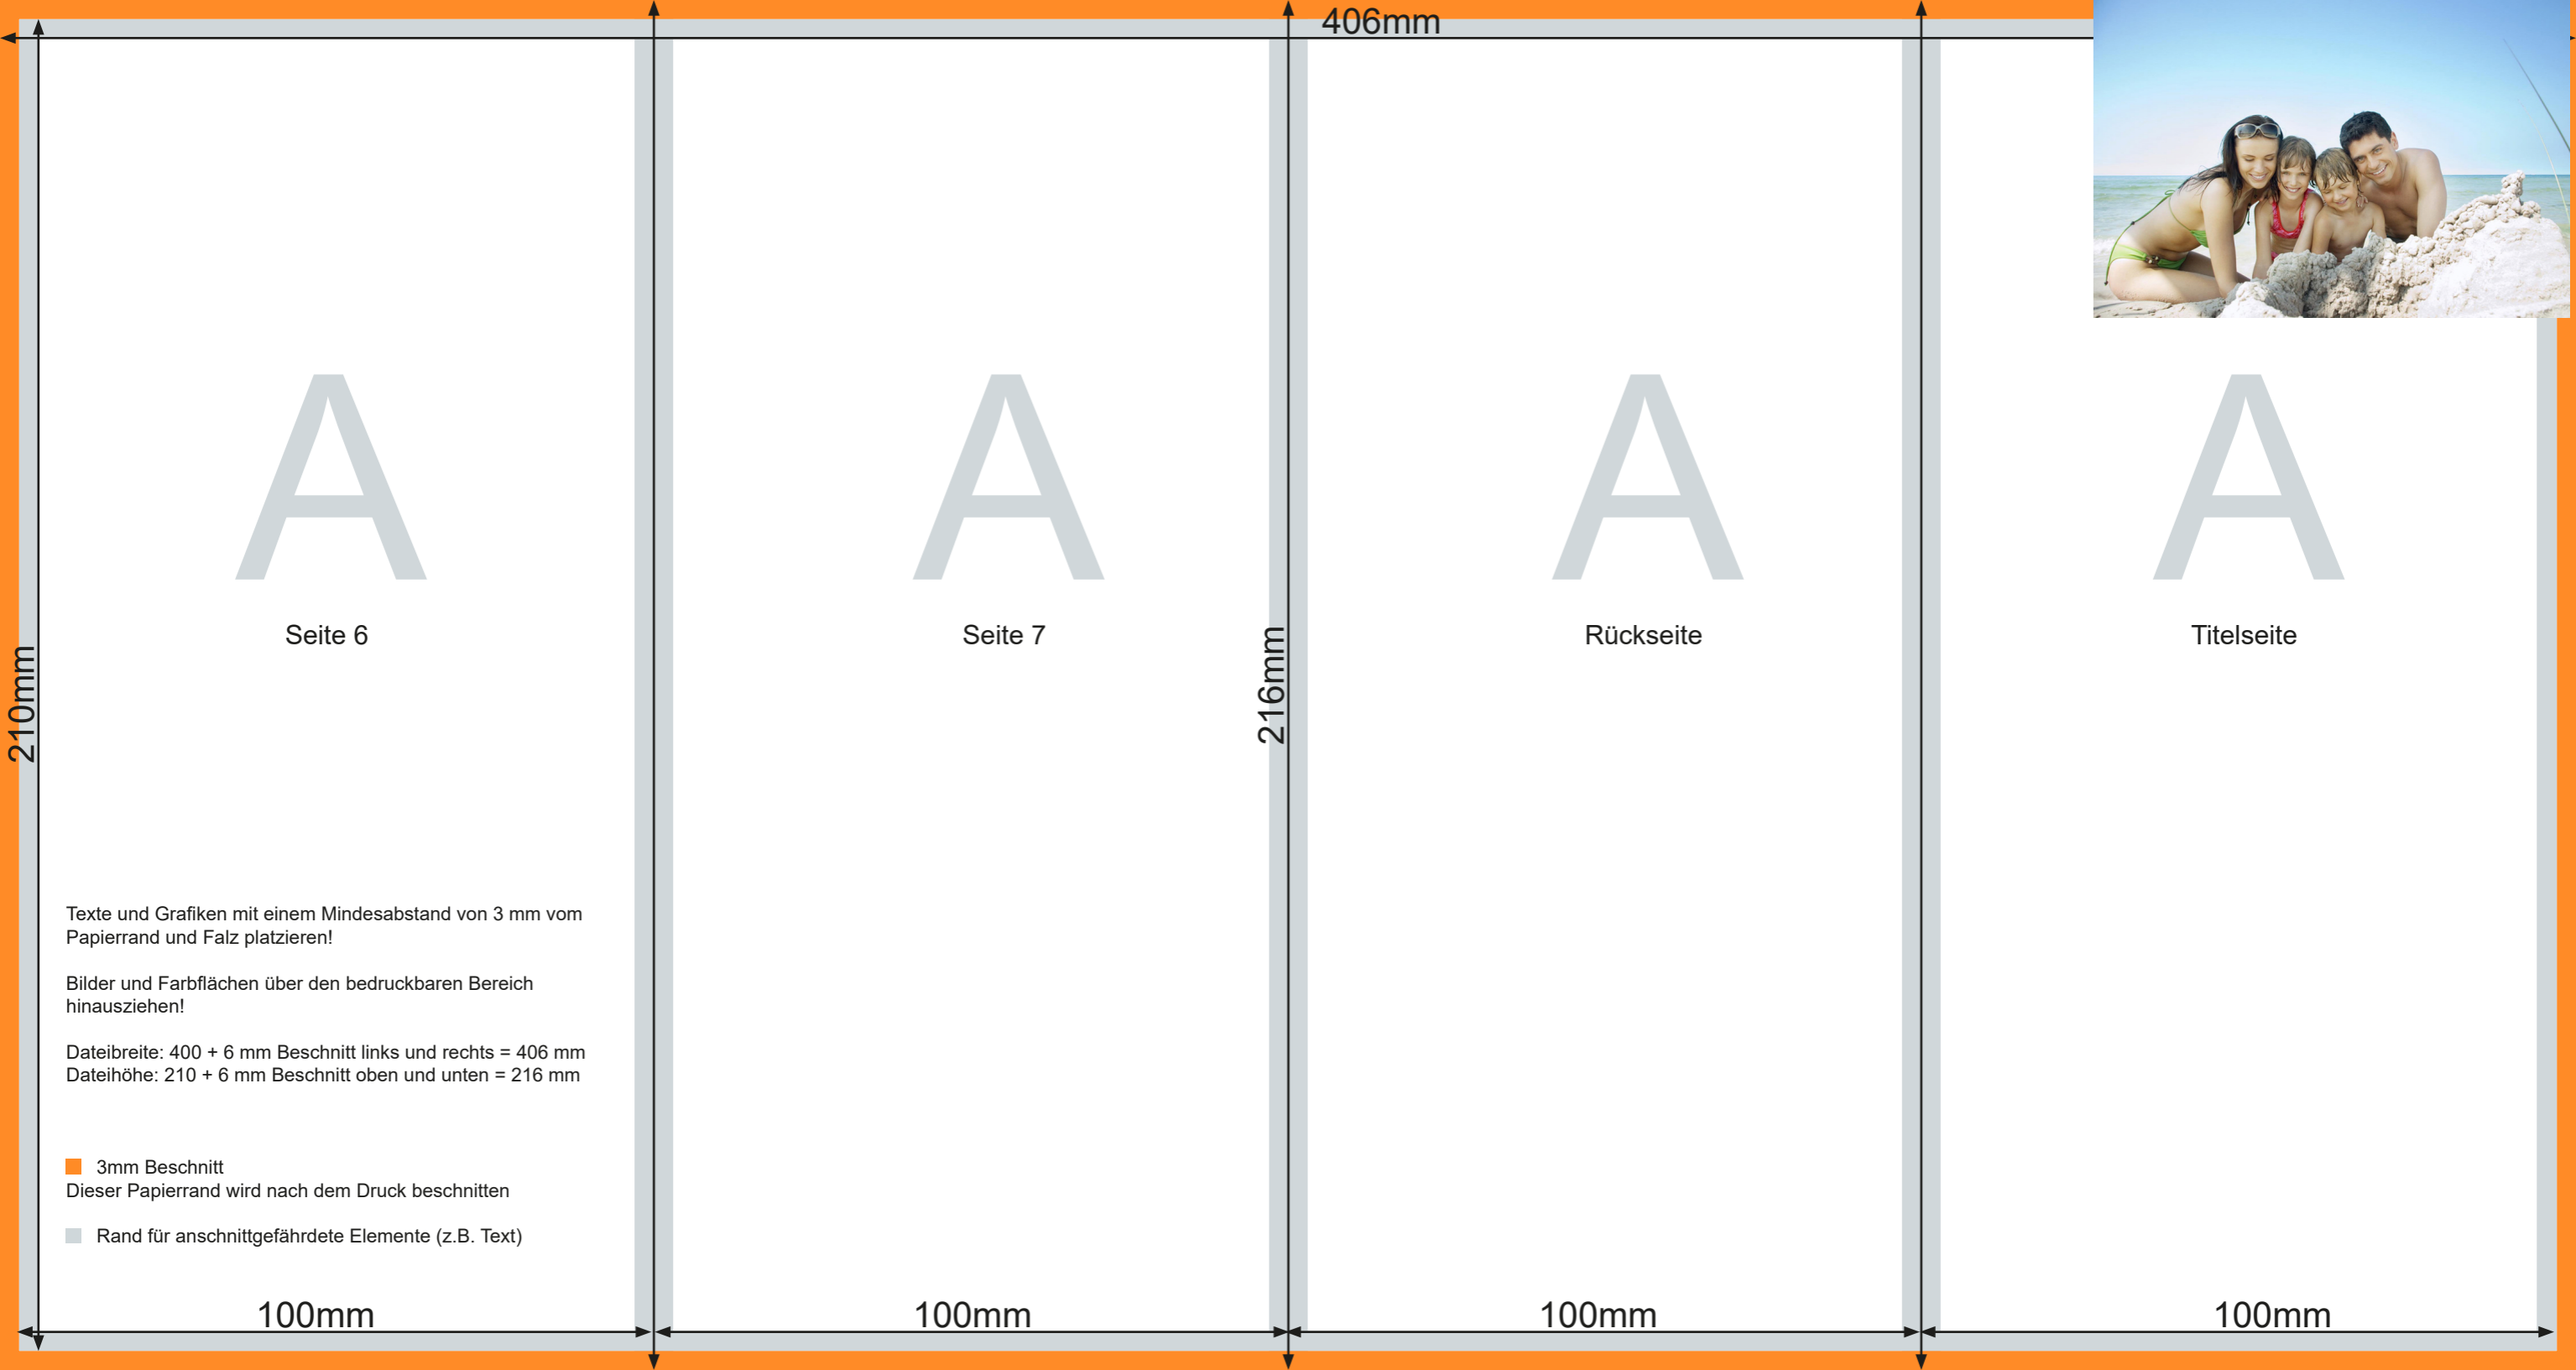 406mm
A
A
A
A
Seite 6
Seite 7
Rückseite
Titelseite
210mm
216mm
Texte und Grafiken mit einem Mindesabstand von 3 mm vom
Papierrand und Falz platzieren!
Bilder und Farbflächen über den bedruckbaren Bereich
hinausziehen!
Dateibreite: 400 + 6 mm Beschnitt links und rechts = 406 mm
Dateihöhe: 210 + 6 mm Beschnitt oben und unten = 216 mm
3mm Beschnitt
Dieser Papierrand wird nach dem Druck beschnitten
Rand für anschnittgefährdete Elemente (z.B. Text)
100mm
100mm
100mm
100mm